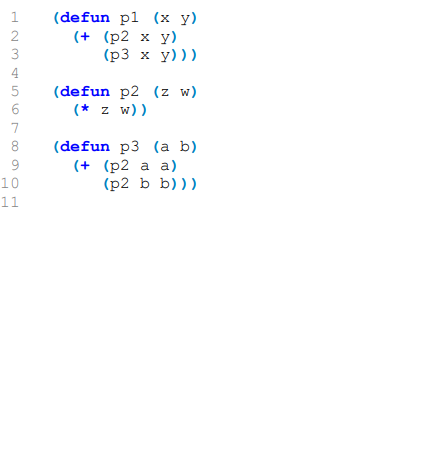 1 (defun p1 (x y)
2   (+ (p2 x y)
3      (p3 x y)))
4
5 (defun p2 (z w)
6   (* z w))
7
8 (defun p3 (a b)
9   (+ (p2 a a)
10      (p2 b b)))
11